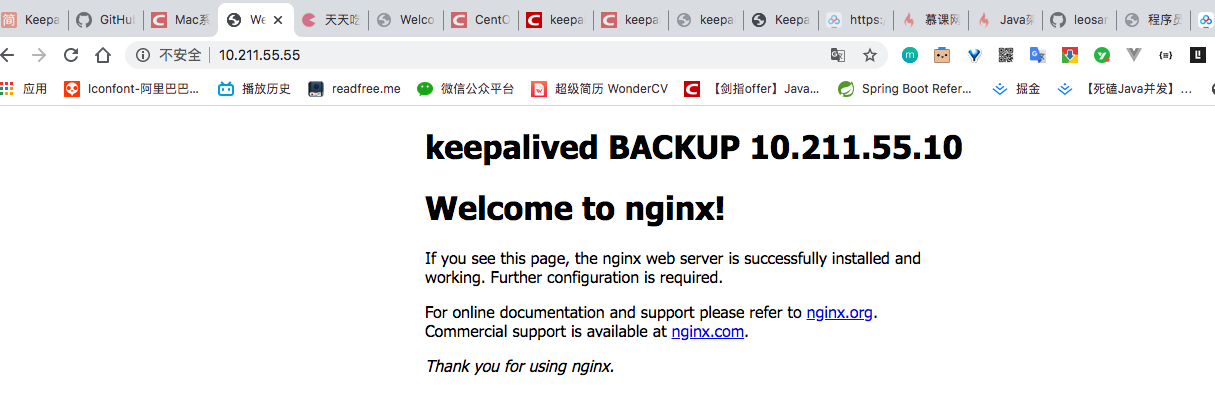 Keepa
GitHub
Mac系
We
天天吃
Welco
CentO
keepa
keepa
keepa
Keepa
https:/
慕课网
Java架
leosar
程序员
不安全 10.211.55.55
应用 Iconfont-阿里巴巴... 播放历史 readfree.me 微信公众平台 超级简历 WonderCV 【剑指offer】Java... Spring Boot Refer... 掘金 【死磕Java并发】...
keepalived BACKUP 10.211.55.10
Welcome to nginx!
If you see this page, the nginx web server is successfully installed and
working. Further configuration is required.
For online documentation and support please refer to nginx.org.
Commercial support is available at nginx.com.
Thank you for using nginx.